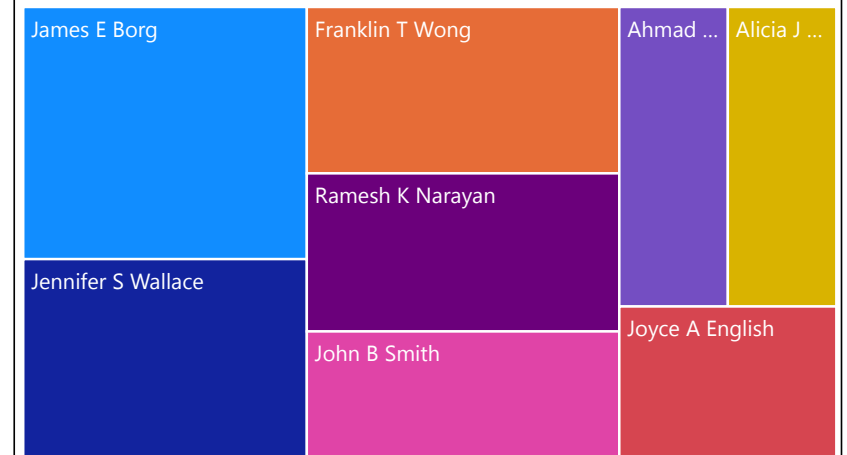 James E Borg
Franklin T Wong
Ahmad ...
Alicia J ...
Ramesh K Narayan
Jennifer S Wallace
Joyce A English
John B Smith